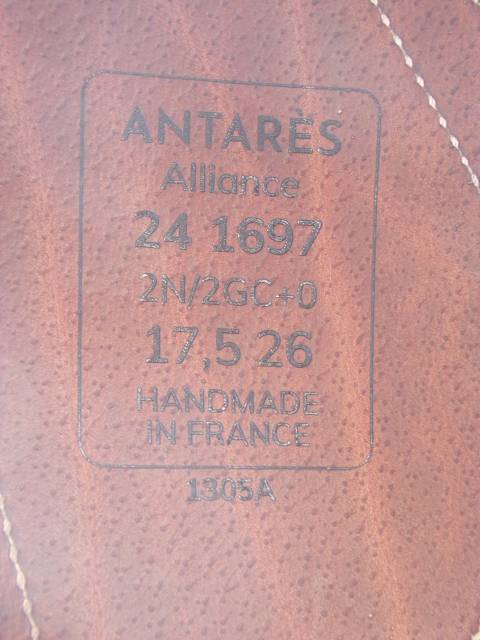 ANTARÈS
Alliance
24 1697
2N/2GC+0
17,5 26
HANDMADE
IN FRANCE
1305A